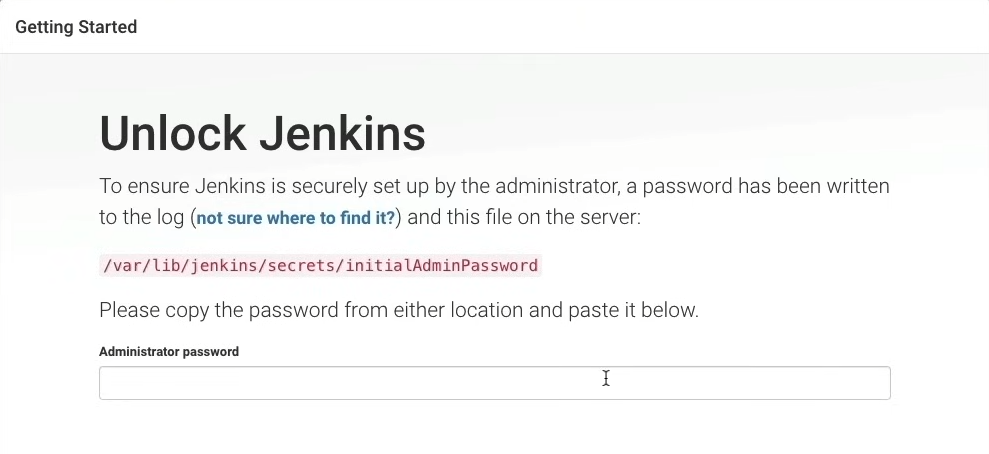 Getting Started
Unlock Jenkins
To ensure Jenkins is securely set up by the administrator, a password has been written
to the log (not sure where to find it?) and this file on the server:
/var/lib/jenkins/secrets/initialAdminPassword
Please copy the password from either location and paste it below.
Administrator password